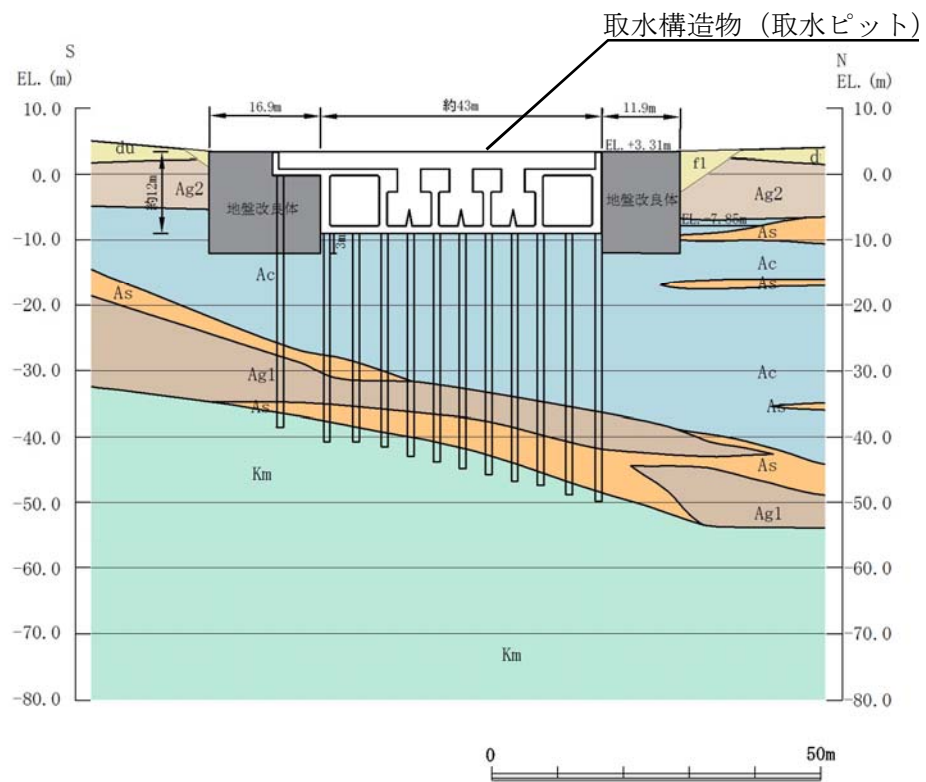 取水構造物（取水ピット）
S
EL. (m)
N
EL. (m)
16.9m
約43m
11.9m
10.0
0.0
-10.0
-20.0
-30.0
-40.0
-50.0
-60.0
-70.0
-80.0
10.0
0.0
-10.0
-20.0
-30.0
-40.0
-50.0
-60.0
-70.0
-80.0
EL. +3.31m
du
約12m
Ag2
地盤改良体
地盤改良体
fl
d
Ag2
EL.-7.85m
As
3m
Ac
Ac
As
As
Ag1
Ac
As
As
Km
As
Ag1
Km
0
50m